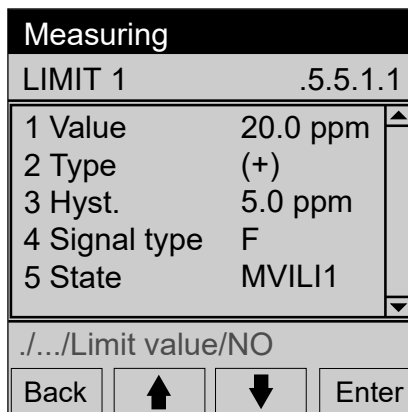 Measuring
LIMIT 1 .5.5.1.1
1 Value 20.0 ppm
2 Type (+)
3 Hyst. 5.0 ppm
4 Signal type F
5 State MVILI1
./.../Limit value/NO
Back Enter